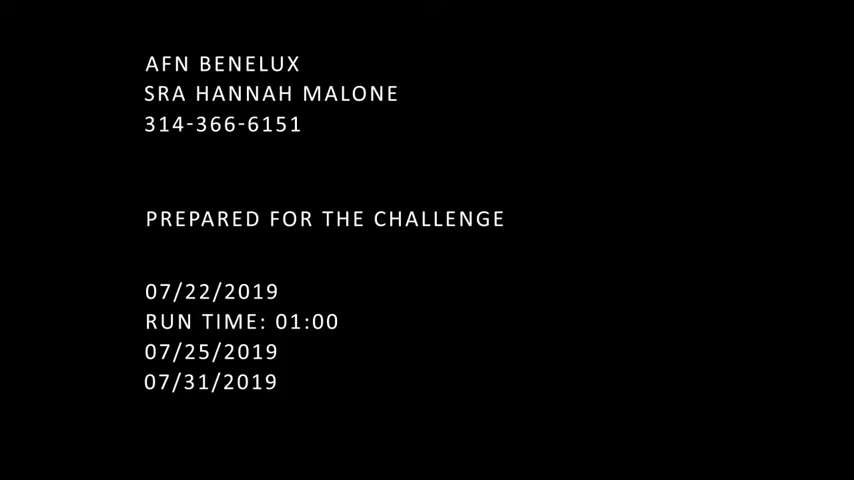 AFN BENELUX
SRA HANNAH MALONE
314-366-6151
PREPARED FOR THE CHALLENGE
07/22/2019
RUN TIME: 01:00
07/25/2019
07/31/2019